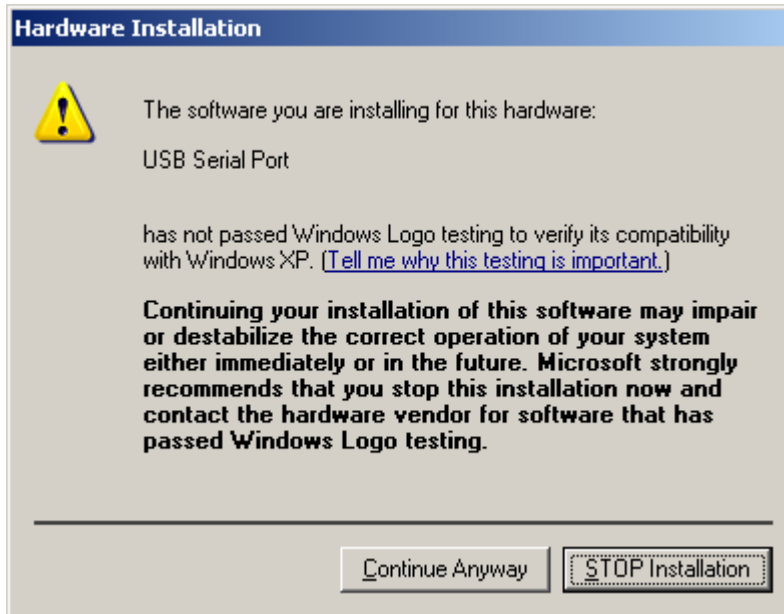 Hardware Installation
The software you are installing for this hardware:
USB Serial Port
has not passed Windows Logo testing to verify its compatibility
with Windows XP. (Tell me why this testing is important.)
Continuing your installation of this software may impair
or destabilize the correct operation of your system
either immediately or in the future. Microsoft strongly
recommends that you stop this installation now and
contact the hardware vendor for software that has
passed Windows Logo testing.
Continue Anyway
STOP Installation